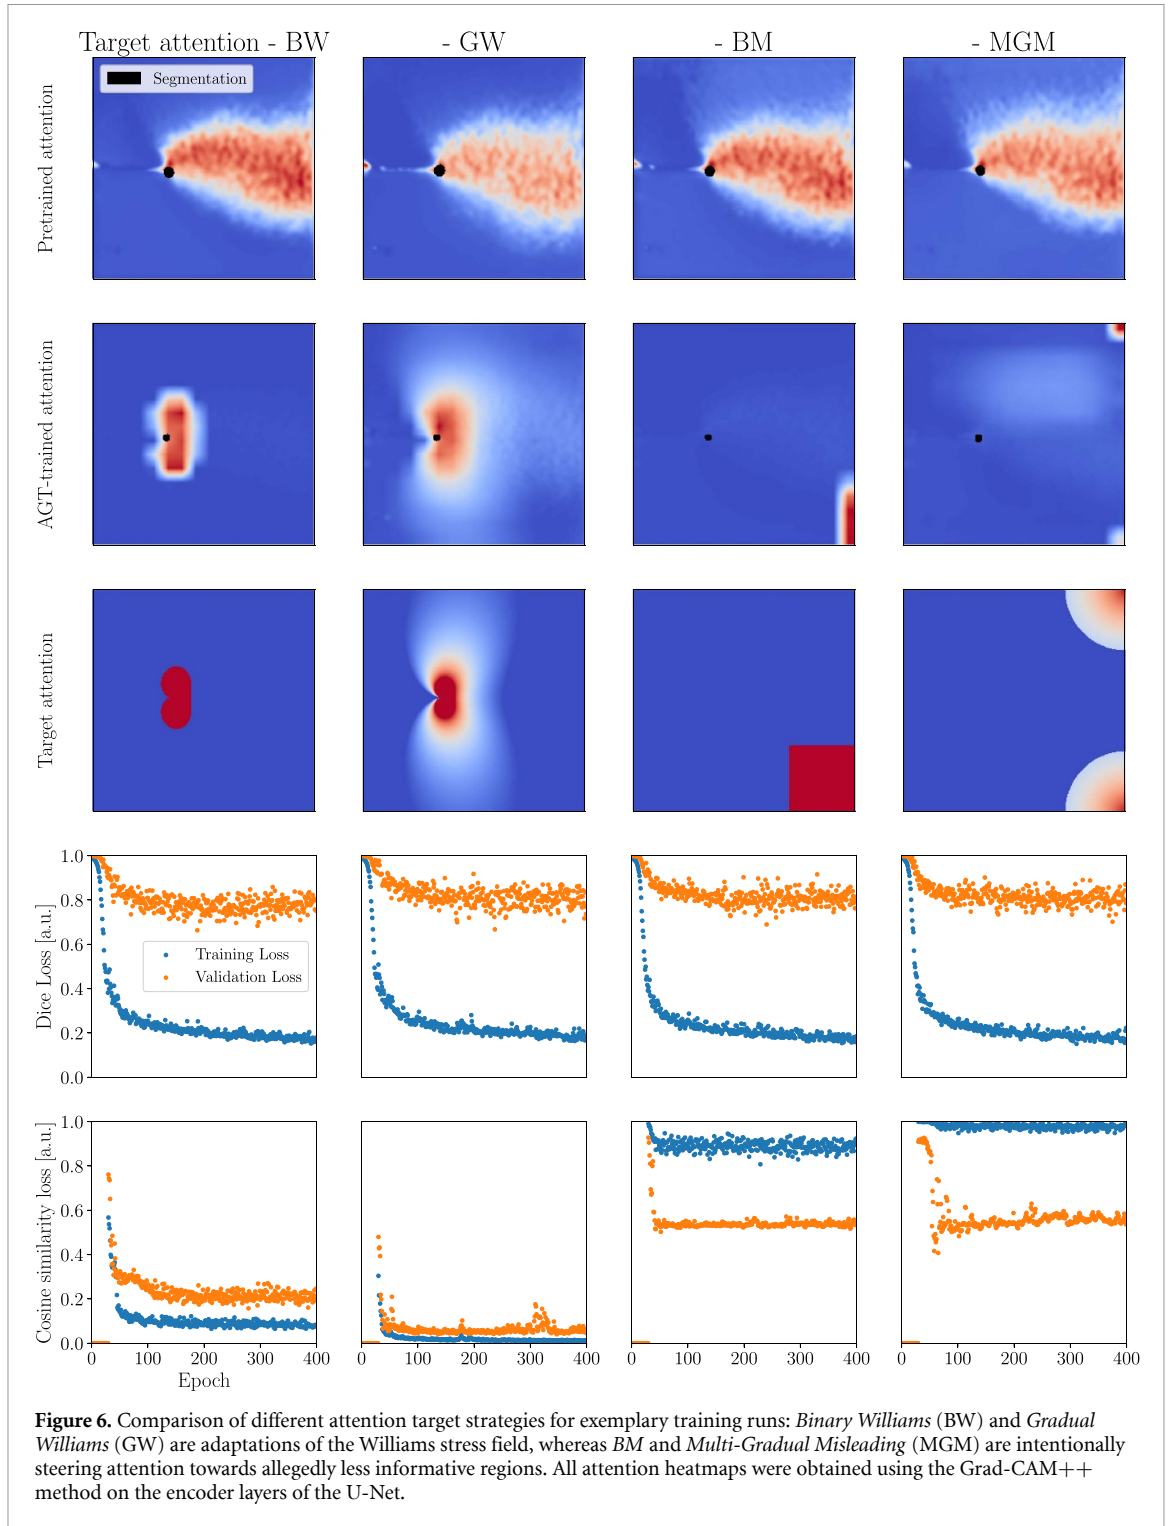 Target attention - BW
- GW
- BM
- MGM
Segmentation
Pretrained attention
AGT-trained attention
Target attention
1.0
0.8
0.6
0.4
0.2
0.0
Dice Loss [a.u.]
Training Loss
Validation Loss
1.0
0.8
0.6
0.4
0.2
0.0
Cosine similarity loss [a.u.]
0 100 200 300 400
0 100 200 300 400
0 100 200 300 400
0 100 200 300 400
Epoch
Figure 6. Comparison of different attention target strategies for exemplary training runs: Binary Williams (BW) and Gradual
Williams (GW) are adaptations of the Williams stress field, whereas BM and Multi-Gradual Misleading (MGM) are intentionally
steering attention towards allegedly less informative regions. All attention heatmaps were obtained using the Grad-CAM++
method on the encoder layers of the U-Net.